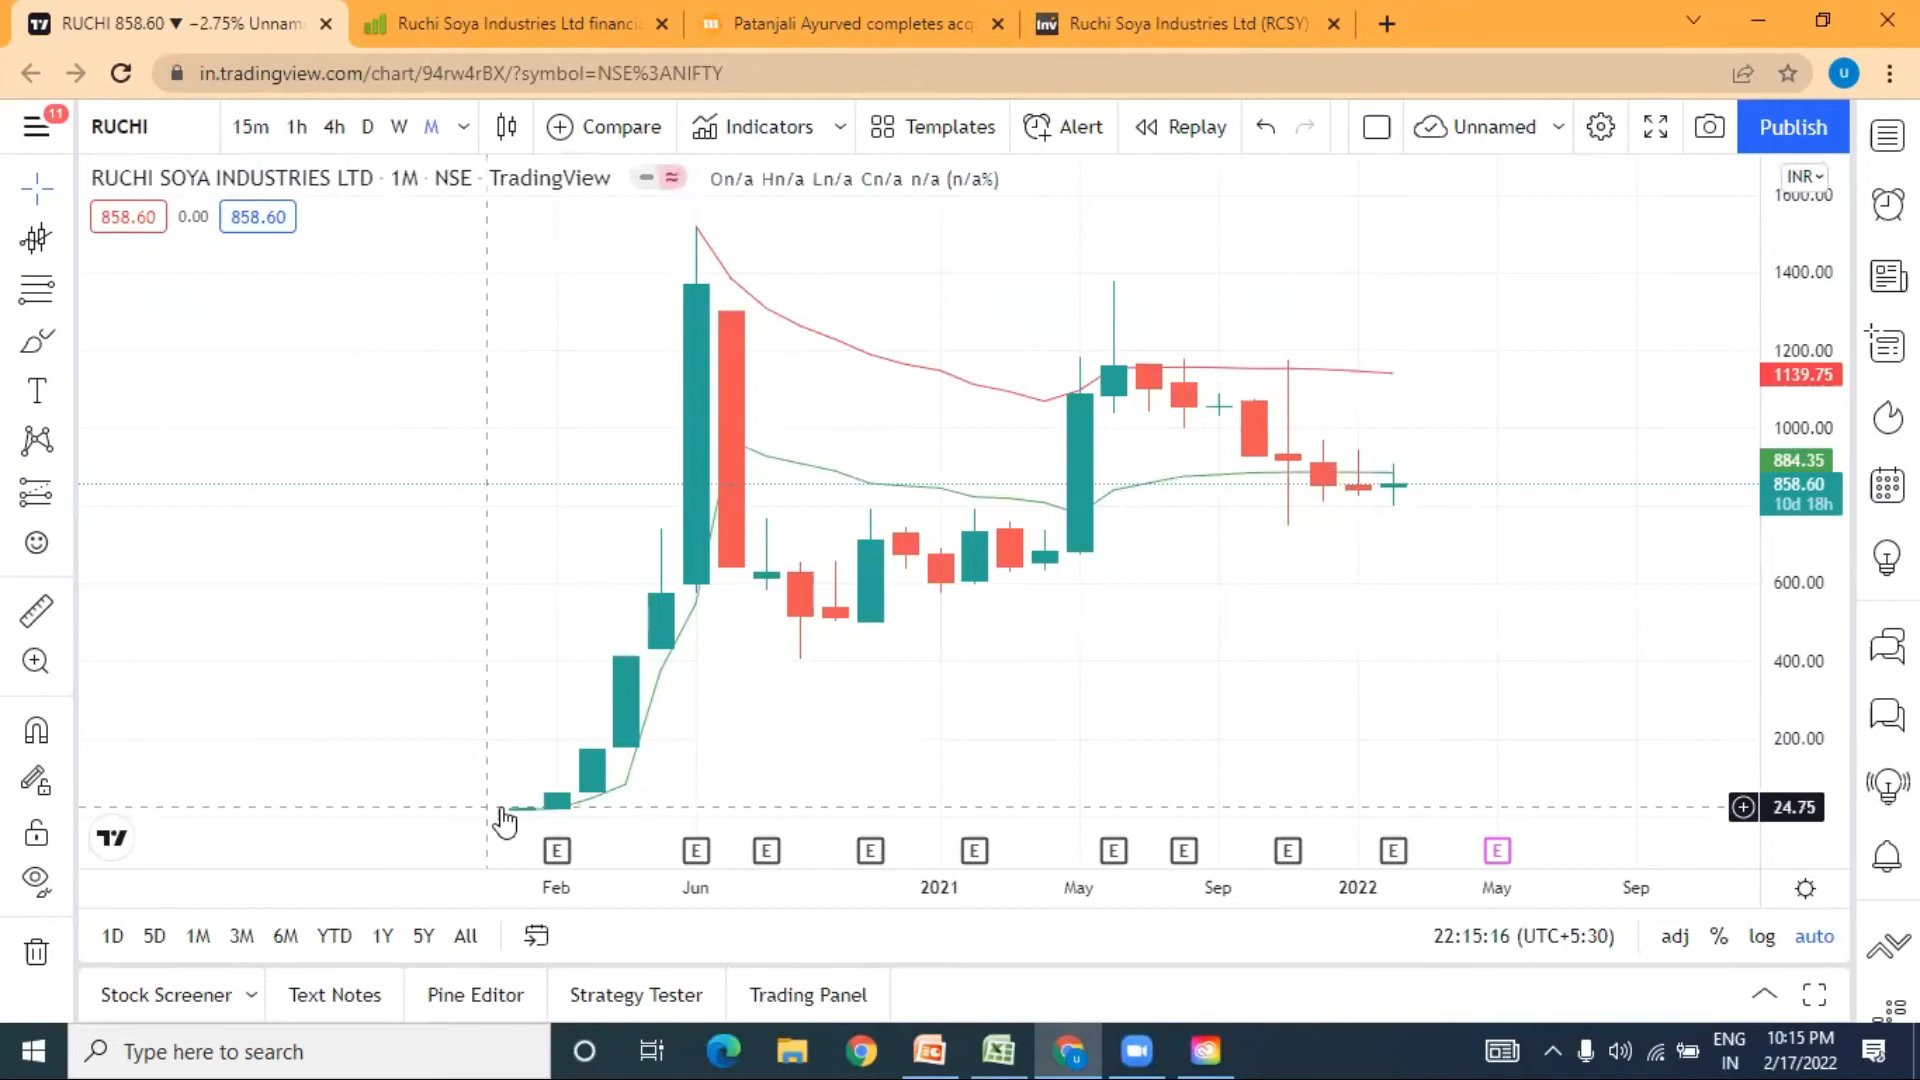 RUCHI 858.60 ▼ −2.75% Unnam
Ruchi Soya Industries Ltd financia
Patanjali Ayurved completes acq
Inv Ruchi Soya Industries Ltd (RCSY)
in.tradingview.com/chart/94rw4rBX/?symbol=NSE%3ANIFTY
u
11
RUCHI
15m 1h 4h D W M
Compare
Indicators
Templates
Alert
Replay
Unnamed
Publish
RUCHI SOYA INDUSTRIES LTD · 1M · NSE · TradingView
On/a Hn/a Ln/a Cn/a n/a (n/a%)
858.60 0.00 858.60
INR
1600.00
1400.00
1200.00
1139.75
1000.00
884.35
858.60
10d 18h
600.00
400.00
200.00
24.75
E E E E E E E E E E
Feb Jun 2021 May Sep 2022 May Sep
1D 5D 1M 3M 6M YTD 1Y 5Y All
22:15:16 (UTC+5:30)
adj % log auto
Stock Screener
Text Notes
Pine Editor
Strategy Tester
Trading Panel
Type here to search
ENG
IN
10:15 PM
2/17/2022